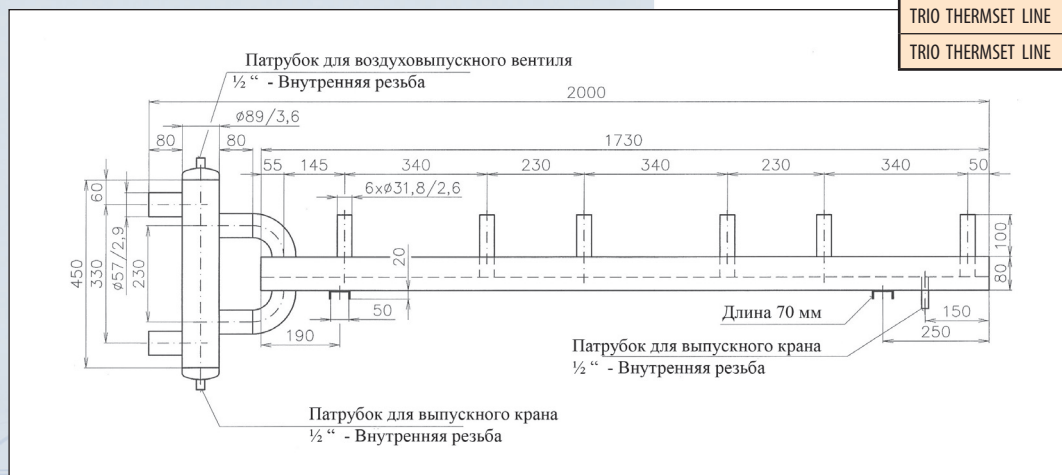 TRIO THERMSET LINE
TRIO THERMSET LINE
Патрубок для воздуховыпускного вентиля
½ “ - Внутренняя резьба
2000
ø89/3,6
80
80
1730
55
145
340
230
340
230
340
50
6xø31,8/2,6
60
450
330
ø57/2,9
230
20
100
80
50
190
Длина 70 мм
150
250
Патрубок для выпускного крана
½ “ - Внутренняя резьба
Патрубок для выпускного крана
½ “ - Внутренняя резьба